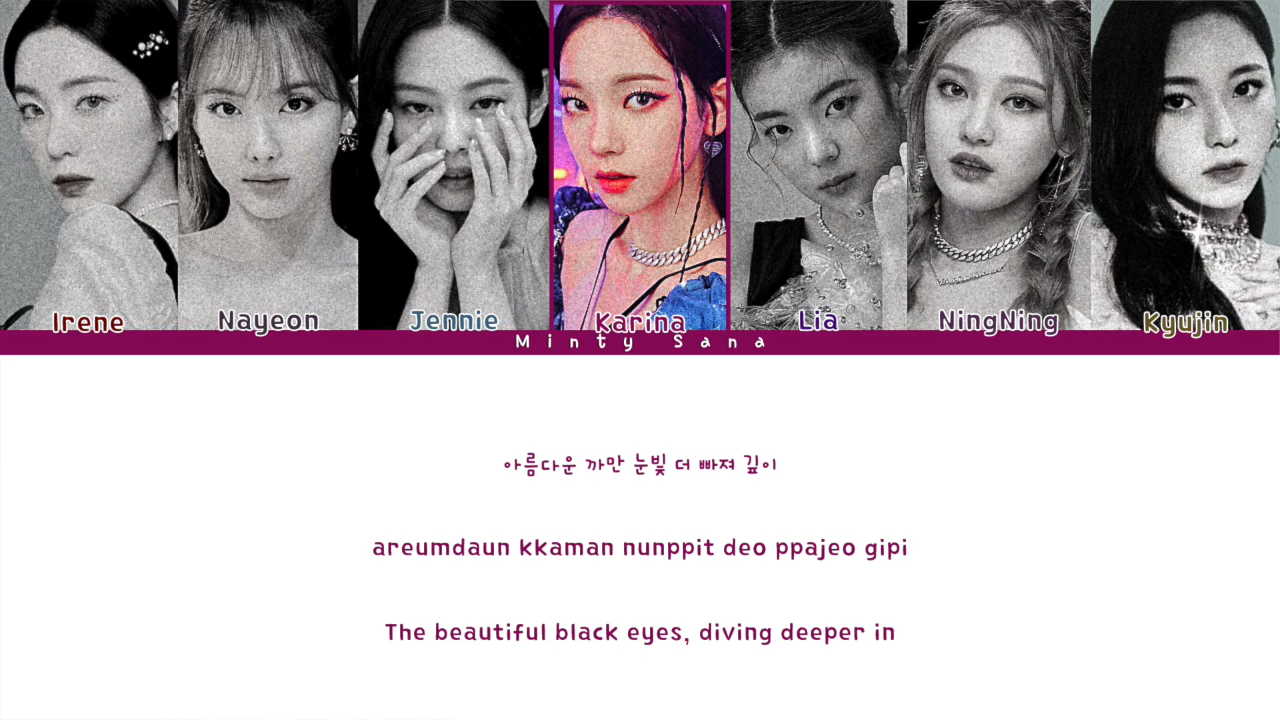 Irene
Nayeon
Jennie
Karina
Lia
NingNing
Kyujin
Minty Sana
아름다운 까만 눈빛 더 빠져 깊이
areumdaun kkaman nunppit deo ppajeo gipi
The beautiful black eyes, diving deeper in